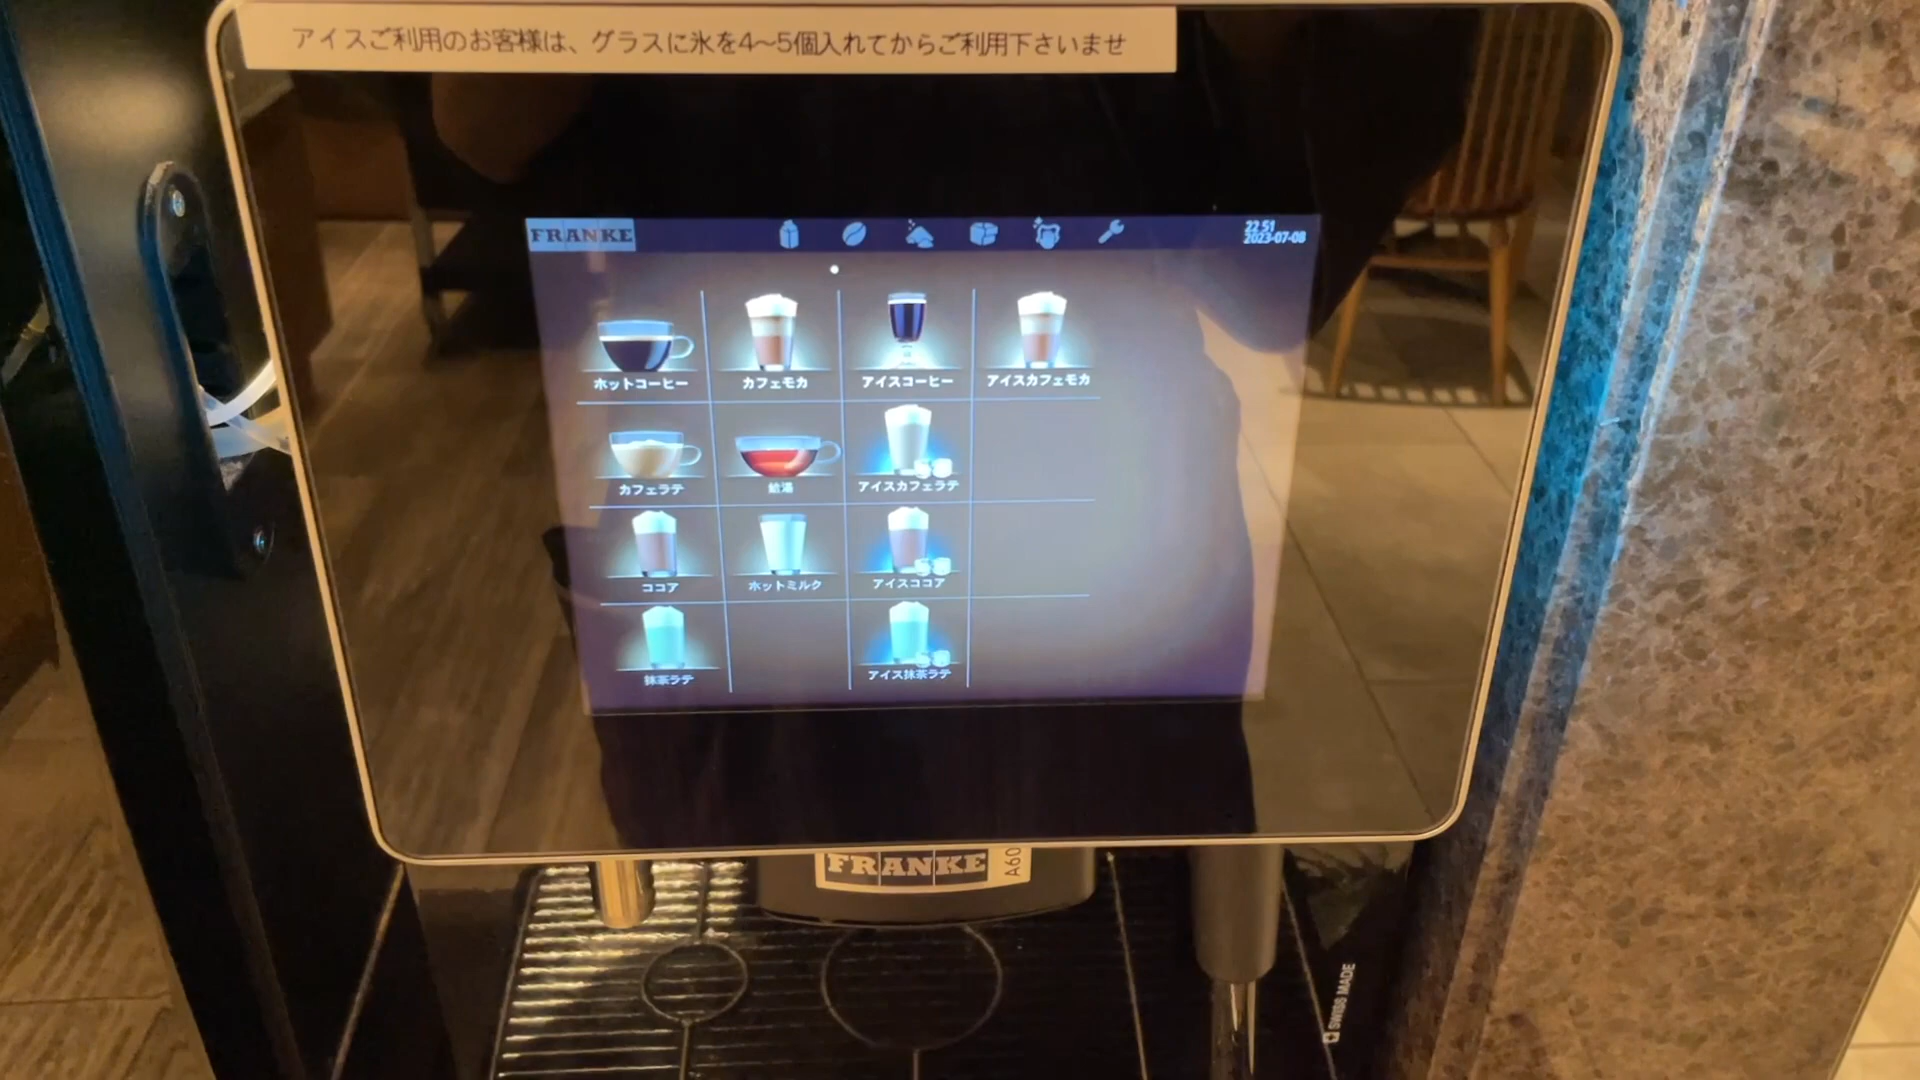 アイスご利用のお客様は、グラスに氷を4～5個入れてからご利用下さいませ
FRANKE
22 51
2023-07-08
ホットコーヒー
カフェモカ
アイスコーヒー
アイスカフェモカ
カフェラテ
給湯
アイスカフェラテ
ココア
ホットミルク
アイスココア
抹茶ラテ
アイス抹茶ラテ
FRANKE
A60
SWISS MADE